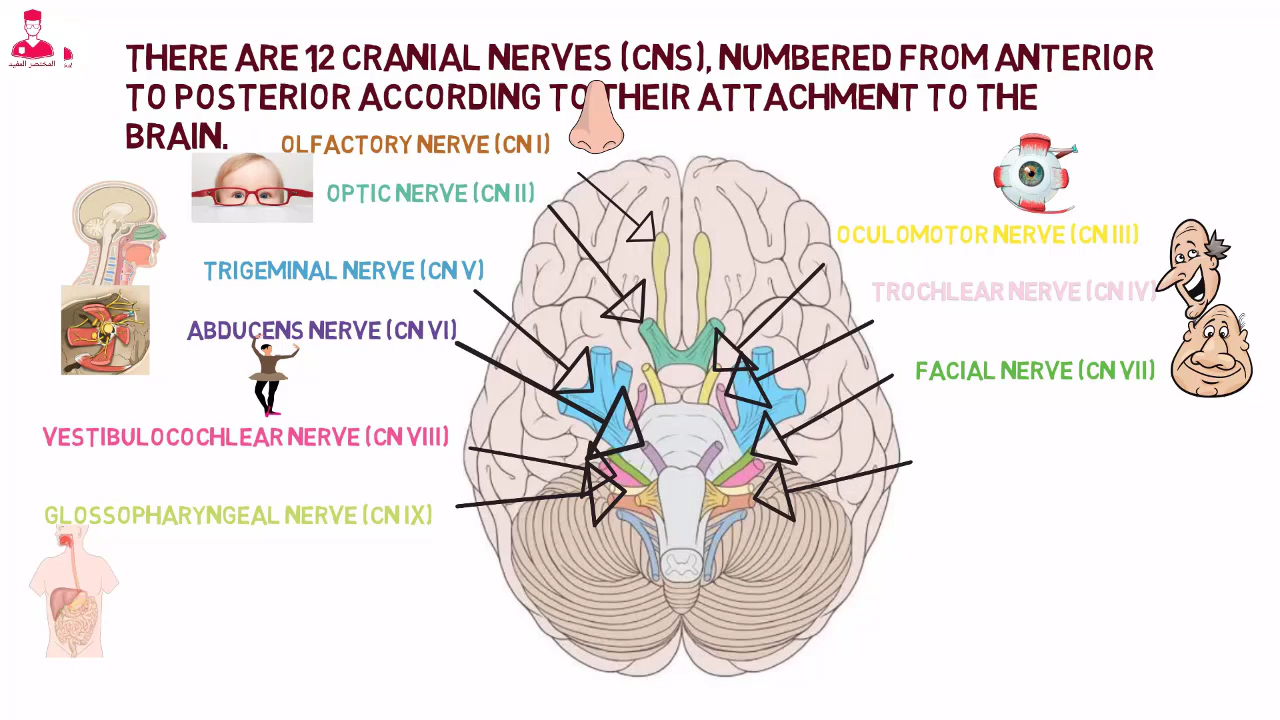 THERE ARE 12 CRANIAL NERVES (CNS), NUMBERED FROM ANTERIOR
TO POSTERIOR ACCORDING TO THEIR ATTACHMENT TO THE
BRAIN.
OLFACTORY NERVE (CN I)
OPTIC NERVE (CN II)
OCULOMOTOR NERVE (CN III)
TRIGEMINAL NERVE (CN V)
TROCHLEAR NERVE (CN IV)
ABDUCENS NERVE (CN VI)
FACIAL NERVE (CN VII)
VESTIBULOCOCHLEAR NERVE (CN VIII)
GLOSSOPHARYNGEAL NERVE (CN IX)
المختصر المفيد